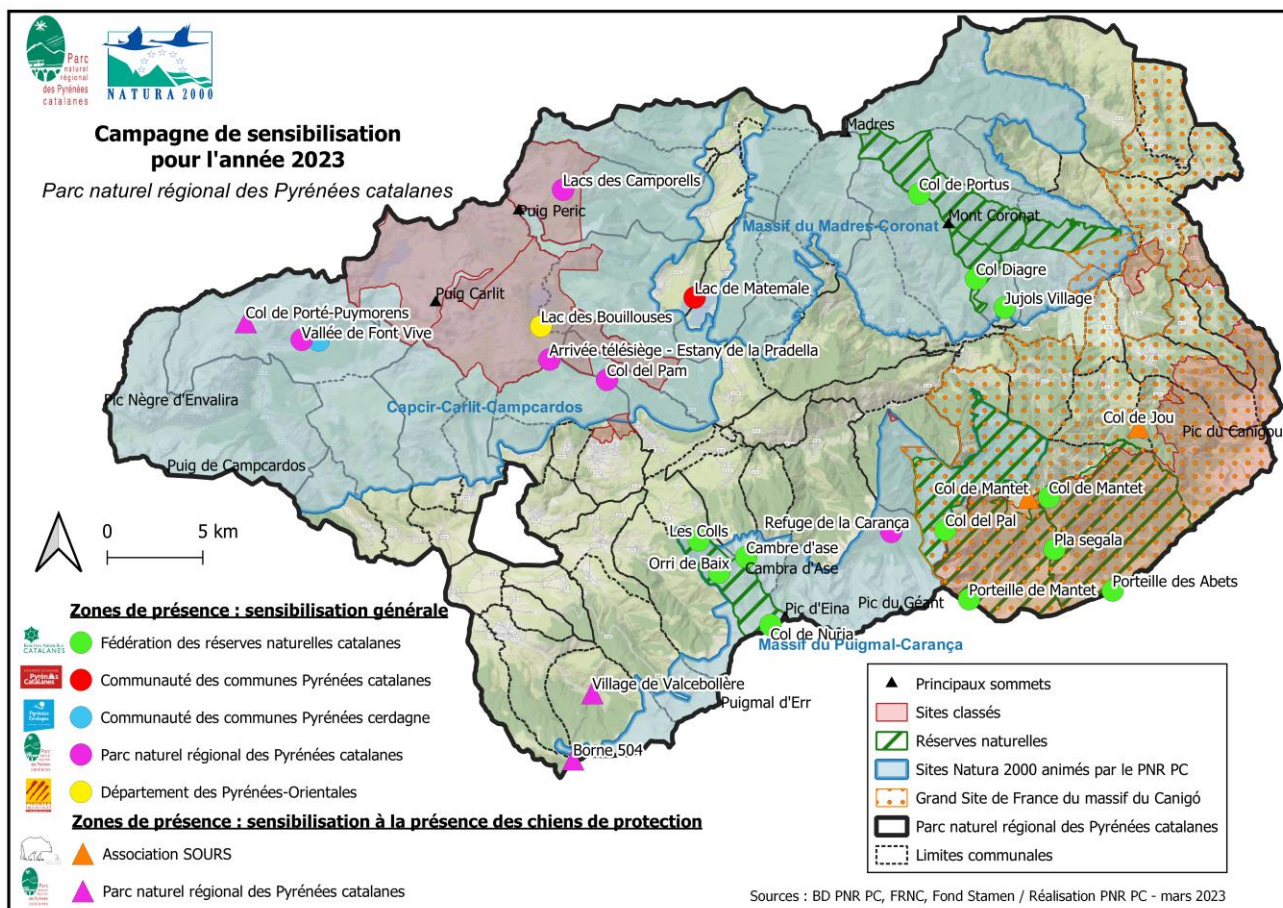 Parc
naturel
régional
des Pyrénées
catalanes
NATURA 2000
Campagne de sensibilisation
pour l'année 2023
Parc naturel régional des Pyrénées catalanes
Madres
Lacs des Camporells
Col de Portus
Puig Peric
Mont Coronat
Massif du Madres-Coronat
Col Diagre
Puig Carlit
Lac de Matemale
Jujols Village
Col de Porté-Puymorens
Lac des Bouillouses
Vallée de Font Vive
Arrivée télésiège - Estany de la Pradella
Col del Pam
Pic Nègre d'Envalira
Capcir-Carlit-Campcardos
Col de Jou
Pic du Canigou
Puig de Campcardos
Col de Mantet
Col de Mantet
0
5 km
Les Colls
Refuge de la Carança
Col del Pal
Cambre d'ase
Pla segala
Orri de Baix
Cambra d'Ase
Porteille des Abets
Porteille de Mantet
Pic d'Eina
Pic du Géant
Col de Nuria
Massif du Puigmal-Carança
Village de Valcebollère
Puigmal d'Err
Borne 504
Zones de présence : sensibilisation générale
CATALANES
Fédération des réserves naturelles catalanes
Pyrénées
Catalanes
Communauté des communes Pyrénées catalanes
Communauté des communes Pyrénées cerdagne
Parc naturel régional des Pyrénées catalanes
Département des Pyrénées-Orientales
Zones de présence : sensibilisation à la présence des chiens de protection
Association SOURS
Parc naturel régional des Pyrénées catalanes
Principaux sommets
Sites classés
Réserves naturelles
Sites Natura 2000 animés par le PNR PC
Grand Site de France du massif du Canigó
Parc naturel régional des Pyrénées catalanes
Limites communales
Sources : BD PNR PC, FRNC, Fond Stamen / Réalisation PNR PC - mars 2023